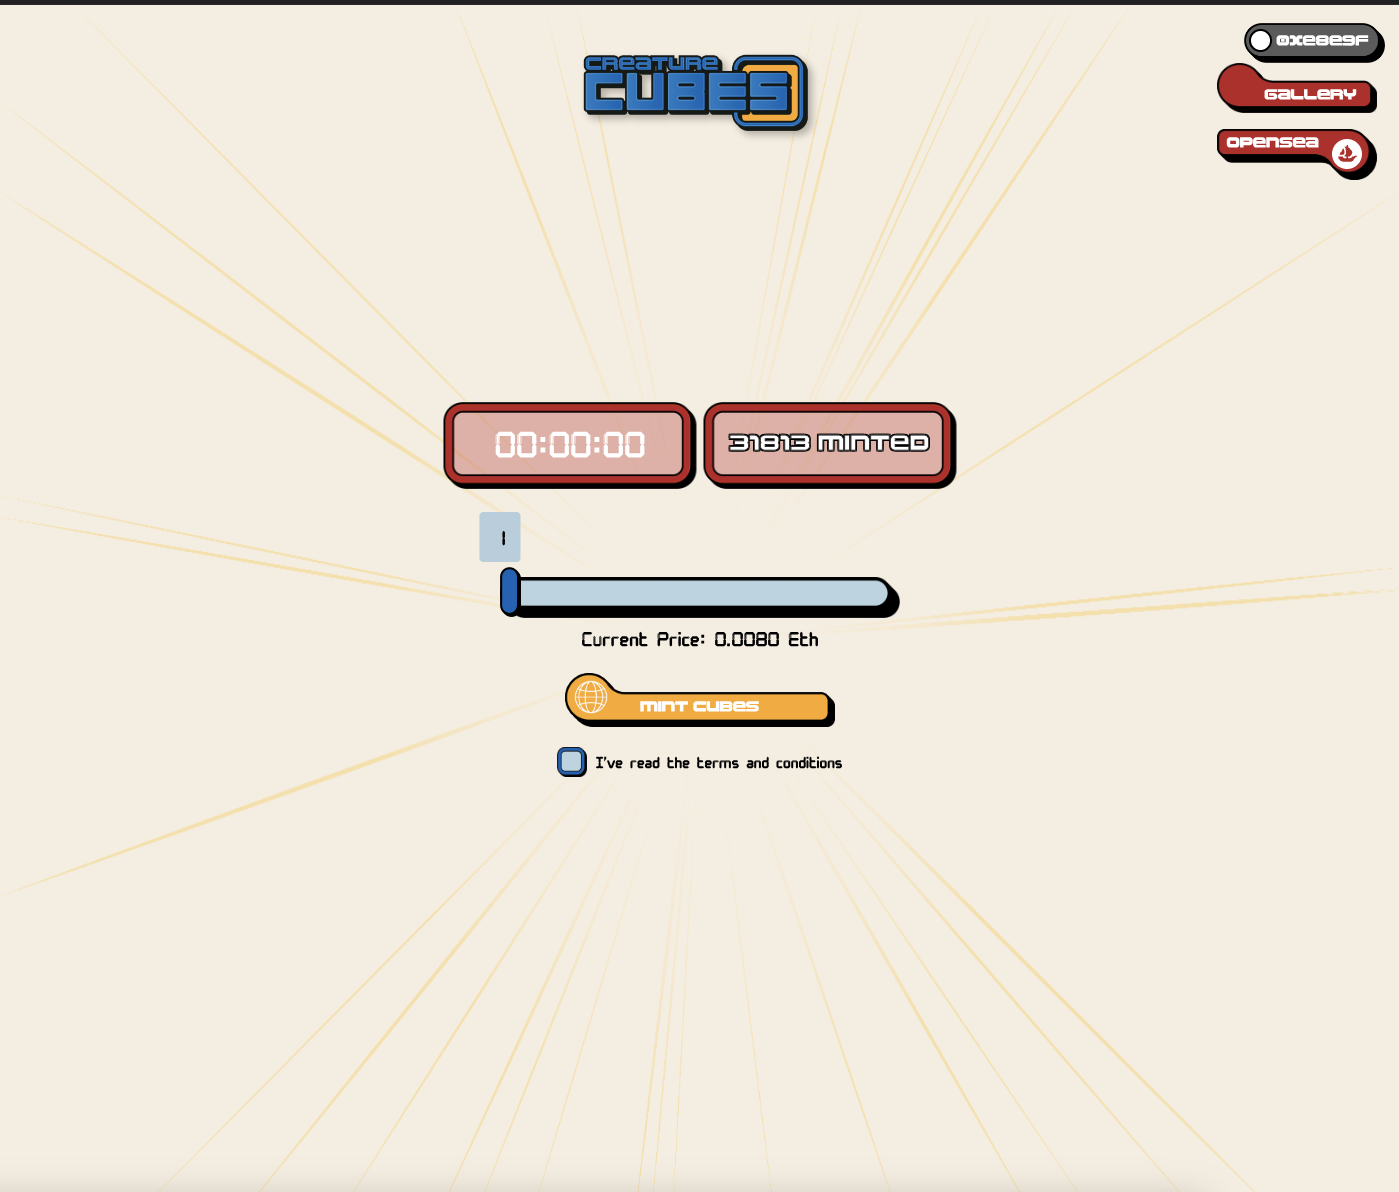 CREATURE
CUBES
0XE8E9F
GALLERY
OPENSEA
00:00:00
31813 MINTED
1
Current Price: 0.0080 Eth
MINT CUBES
I've read the terms and conditions